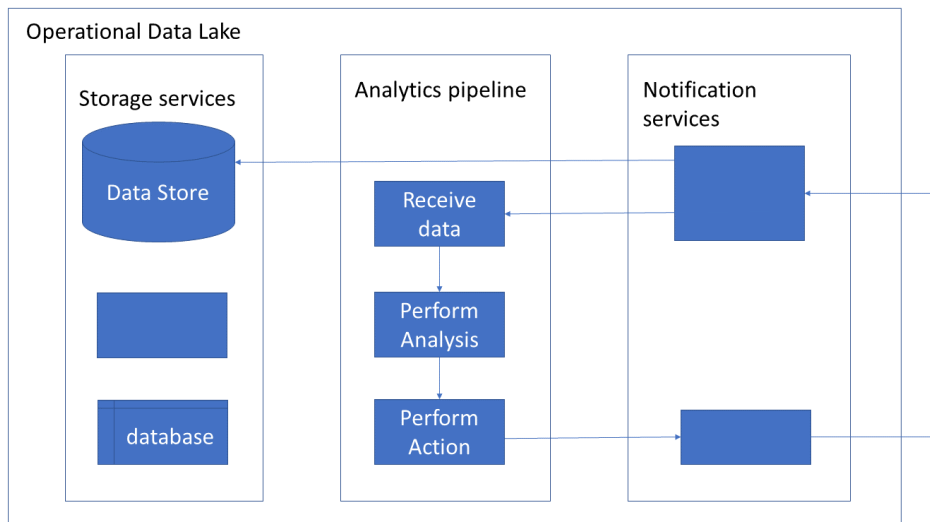 Operational Data Lake
Storage services
Data Store
database
Analytics pipeline
Receive
data
Perform
Analysis
Perform
Action
Notification
services